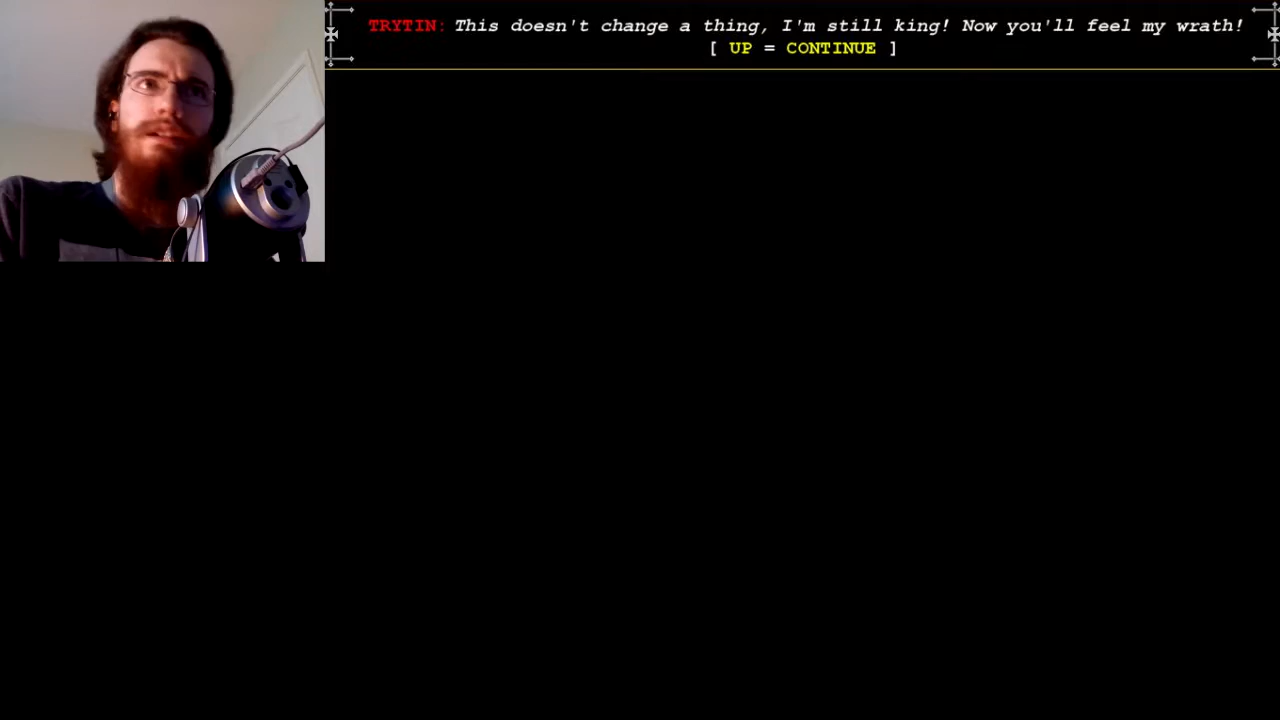 TRYTIN: This doesn't change a thing, I'm still king! Now you'll feel my wrath!
[ UP = CONTINUE ]